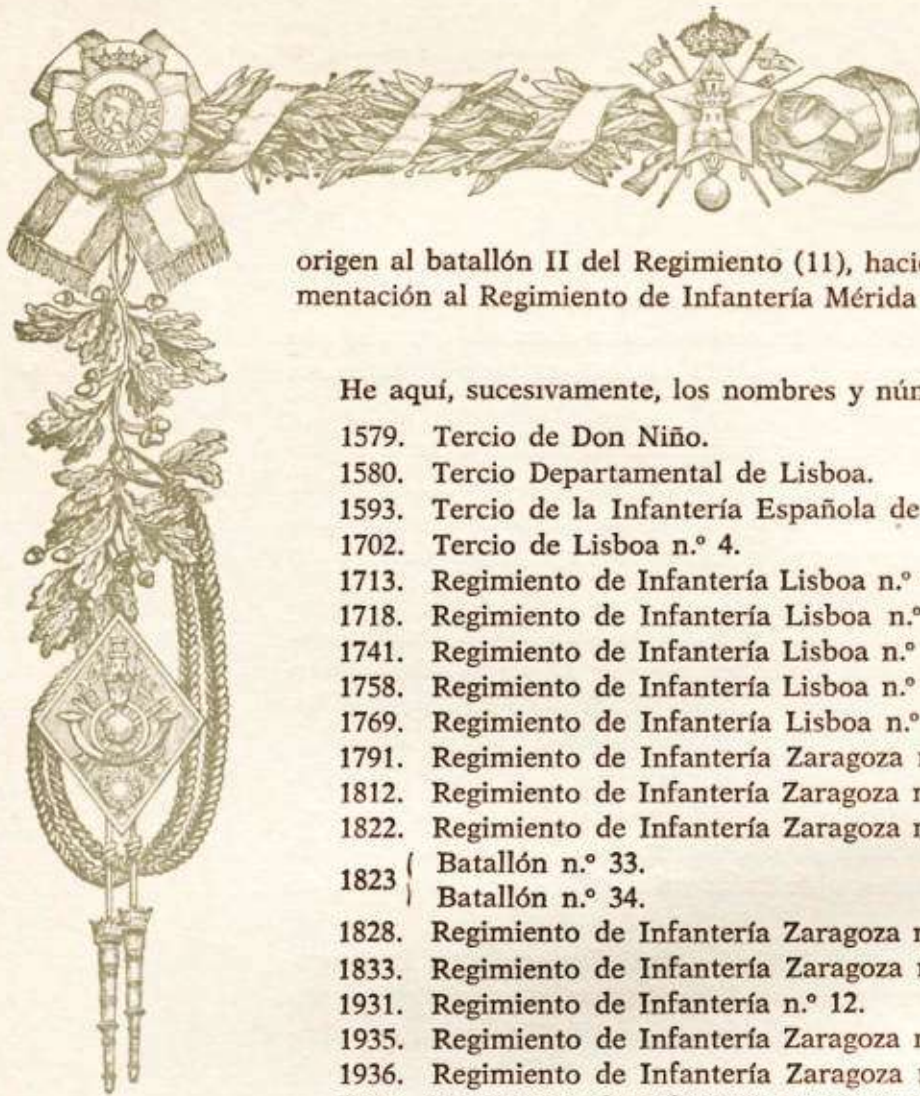 origen al batallón II del Regimiento (11), hacié
mentación al Regimiento de Infantería Mérida
He aquí, sucesivamente, los nombres y núm
1579. Tercio de Don Niño.
1580. Tercio Departamental de Lisboa.
1593. Tercio de la Infantería Española de
1702. Tercio de Lisboa n.º 4.
1713. Regimiento de Infantería Lisboa n.º
1718. Regimiento de Infantería Lisboa n.º
1741. Regimiento de Infantería Lisboa n.º
1758. Regimiento de Infantería Lisboa n.º
1769. Regimiento de Infantería Lisboa n.º
1791. Regimiento de Infantería Zaragoza n
1812. Regimiento de Infantería Zaragoza n
1822. Regimiento de Infantería Zaragoza n
1823 { Batallón n.º 33.
Batallón n.º 34.
1828. Regimiento de Infantería Zaragoza n
1833. Regimiento de Infantería Zaragoza n
1931. Regimiento de Infantería n.º 12.
1935. Regimiento de Infantería Zaragoza n
1936. Regimiento de Infantería Zaragoza n